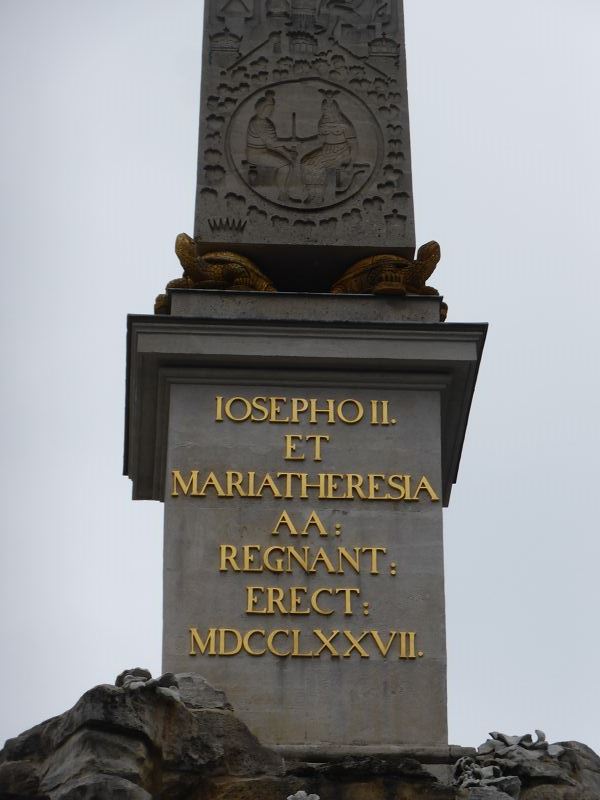 IOSEPHO II.
ET
MARIATHERESIA
AA:
REGNANT:
ERECT:
MDCCLXXVII.